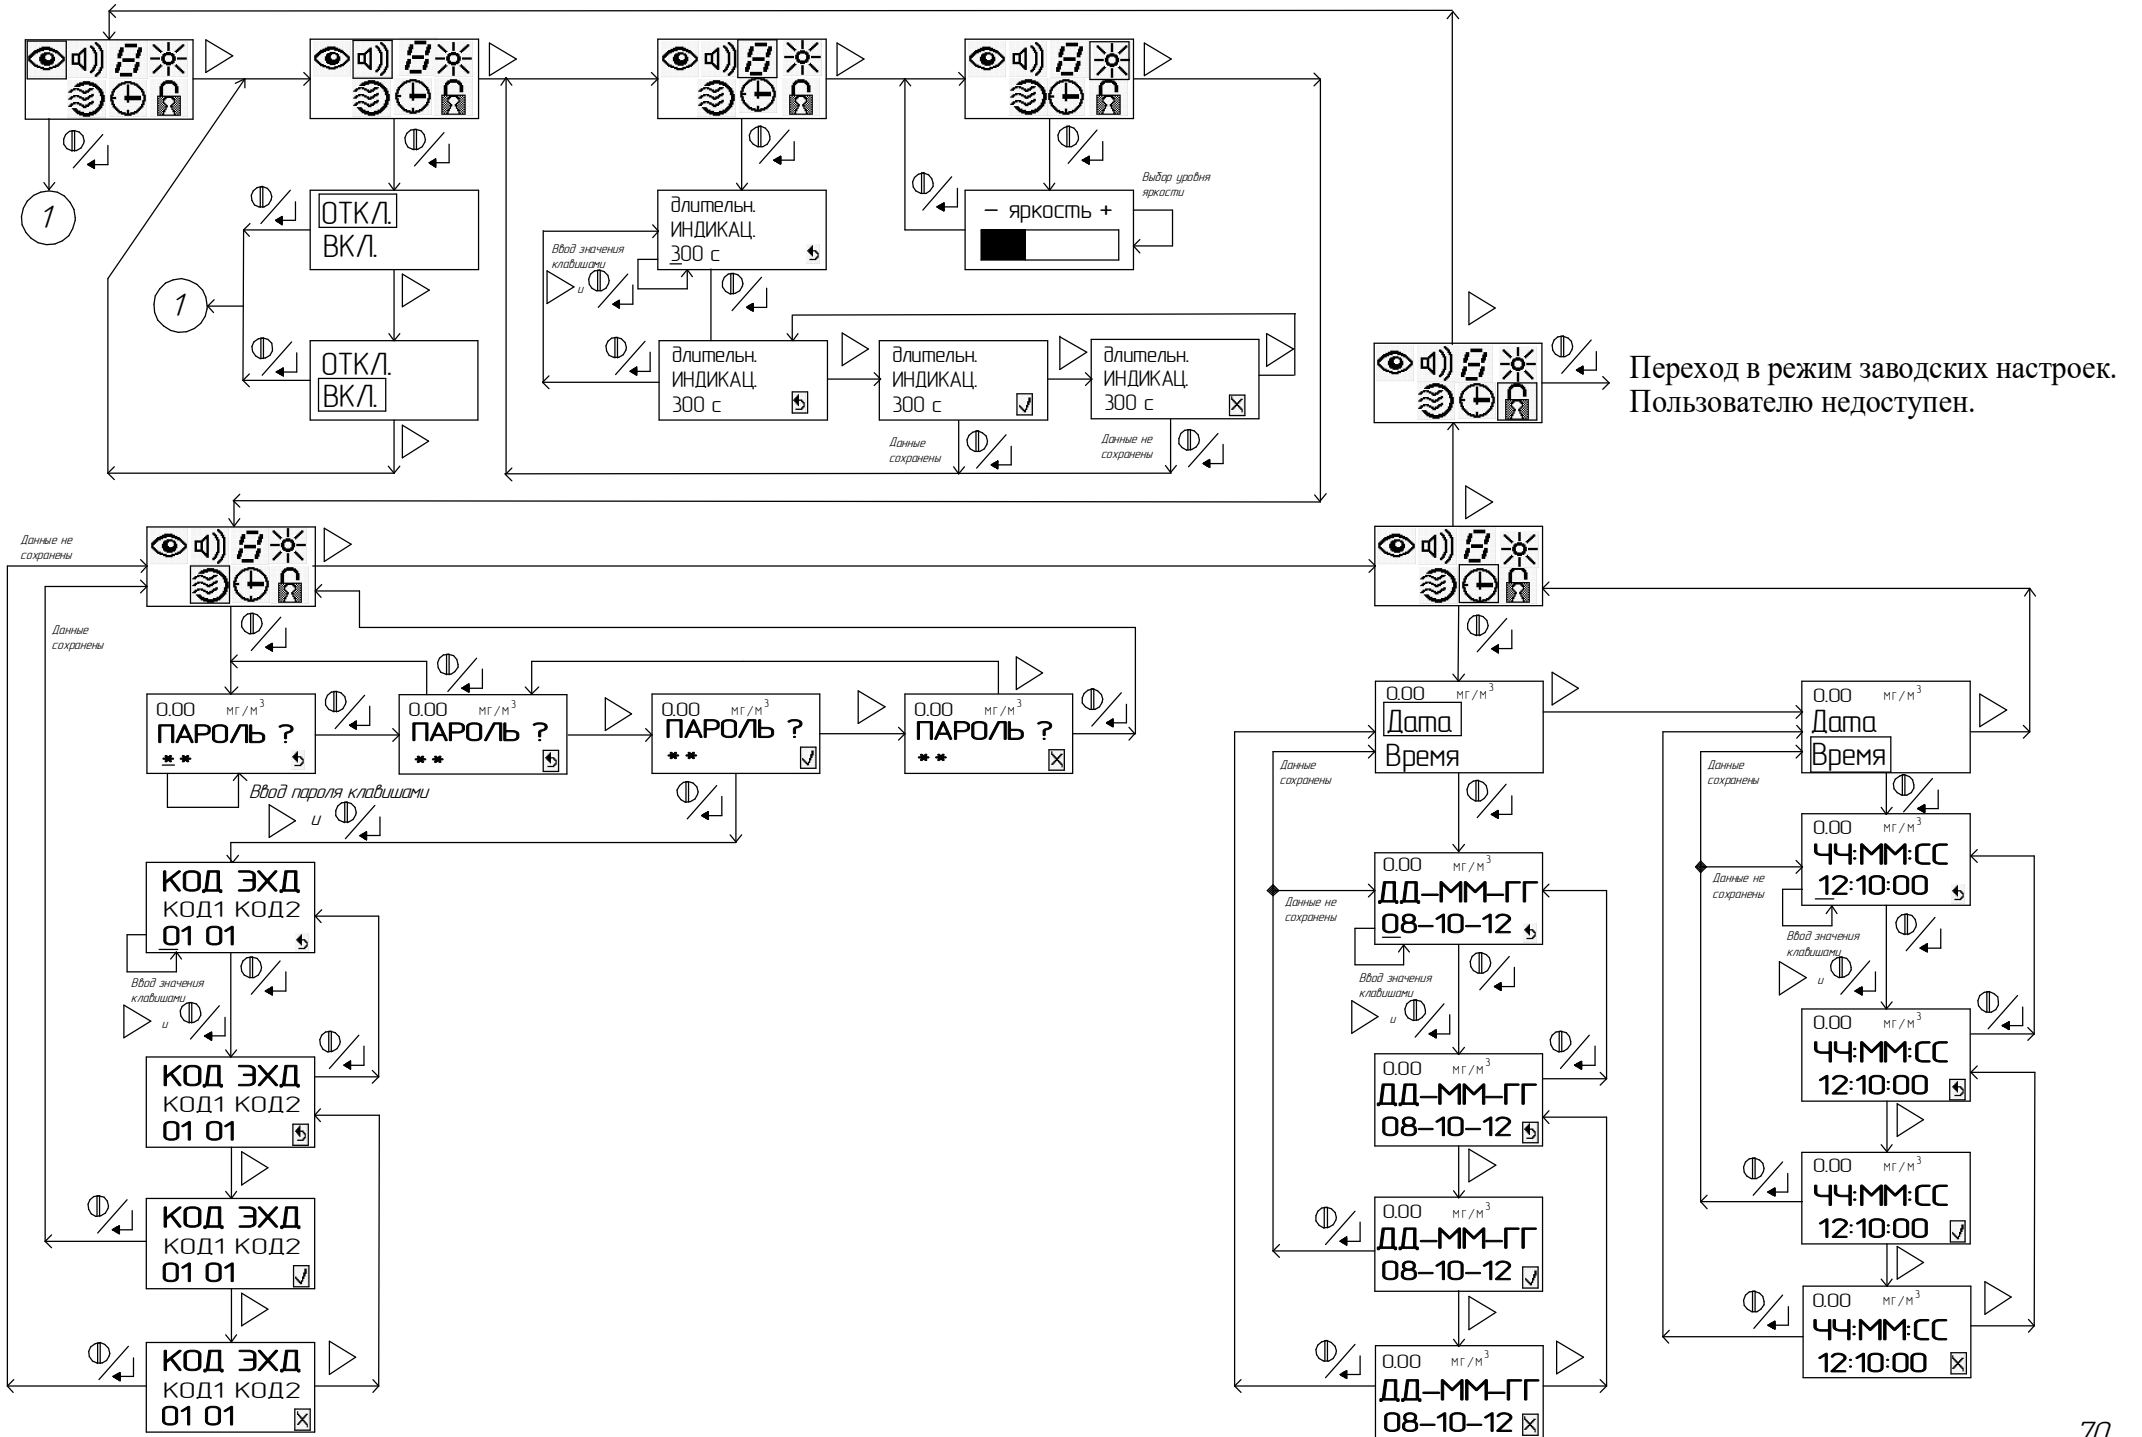 1
ОТКЛ.
ВКЛ.
1
ОТКЛ.
ВКЛ.
длительн.
ИНДИКАЦ.
300 с
Ввод значения
клавишами
и
длительн.
ИНДИКАЦ.
300 с
длительн.
ИНДИКАЦ.
300 с
длительн.
ИНДИКАЦ.
300 с
Данные
сохранены
Данные не
сохранены
– яркость +
Выбор уровня
яркости
Переход в режим заводских настроек.
Пользователю недоступен.
Данные не
сохранены
Данные
сохранены
0.00 мг/м³
ПАРОЛЬ ?
* *
0.00 мг/м³
ПАРОЛЬ ?
* *
0.00 мг/м³
ПАРОЛЬ ?
* *
0.00 мг/м³
ПАРОЛЬ ?
* *
Ввод пароля клавишами
и
КОД ЭХД
КОД1 КОД2
01 01
Ввод значения
клавишами
и
КОД ЭХД
КОД1 КОД2
01 01
КОД ЭХД
КОД1 КОД2
01 01
КОД ЭХД
КОД1 КОД2
01 01
0.00 мг/м³
Дата
Время
Данные
сохранены
0.00 мг/м³
ДД–ММ–ГГ
08–10–12
Данные не
сохранены
Ввод значения
клавишами
и
0.00 мг/м³
ДД–ММ–ГГ
08–10–12
0.00 мг/м³
ДД–ММ–ГГ
08–10–12
0.00 мг/м³
ДД–ММ–ГГ
08–10–12
0.00 мг/м³
Дата
Время
Данные
сохранены
0.00 мг/м³
ЧЧ:ММ:СС
12:10:00
Данные не
сохранены
Ввод значения
клавишами
и
0.00 мг/м³
ЧЧ:ММ:СС
12:10:00
0.00 мг/м³
ЧЧ:ММ:СС
12:10:00
0.00 мг/м³
ЧЧ:ММ:СС
12:10:00
70